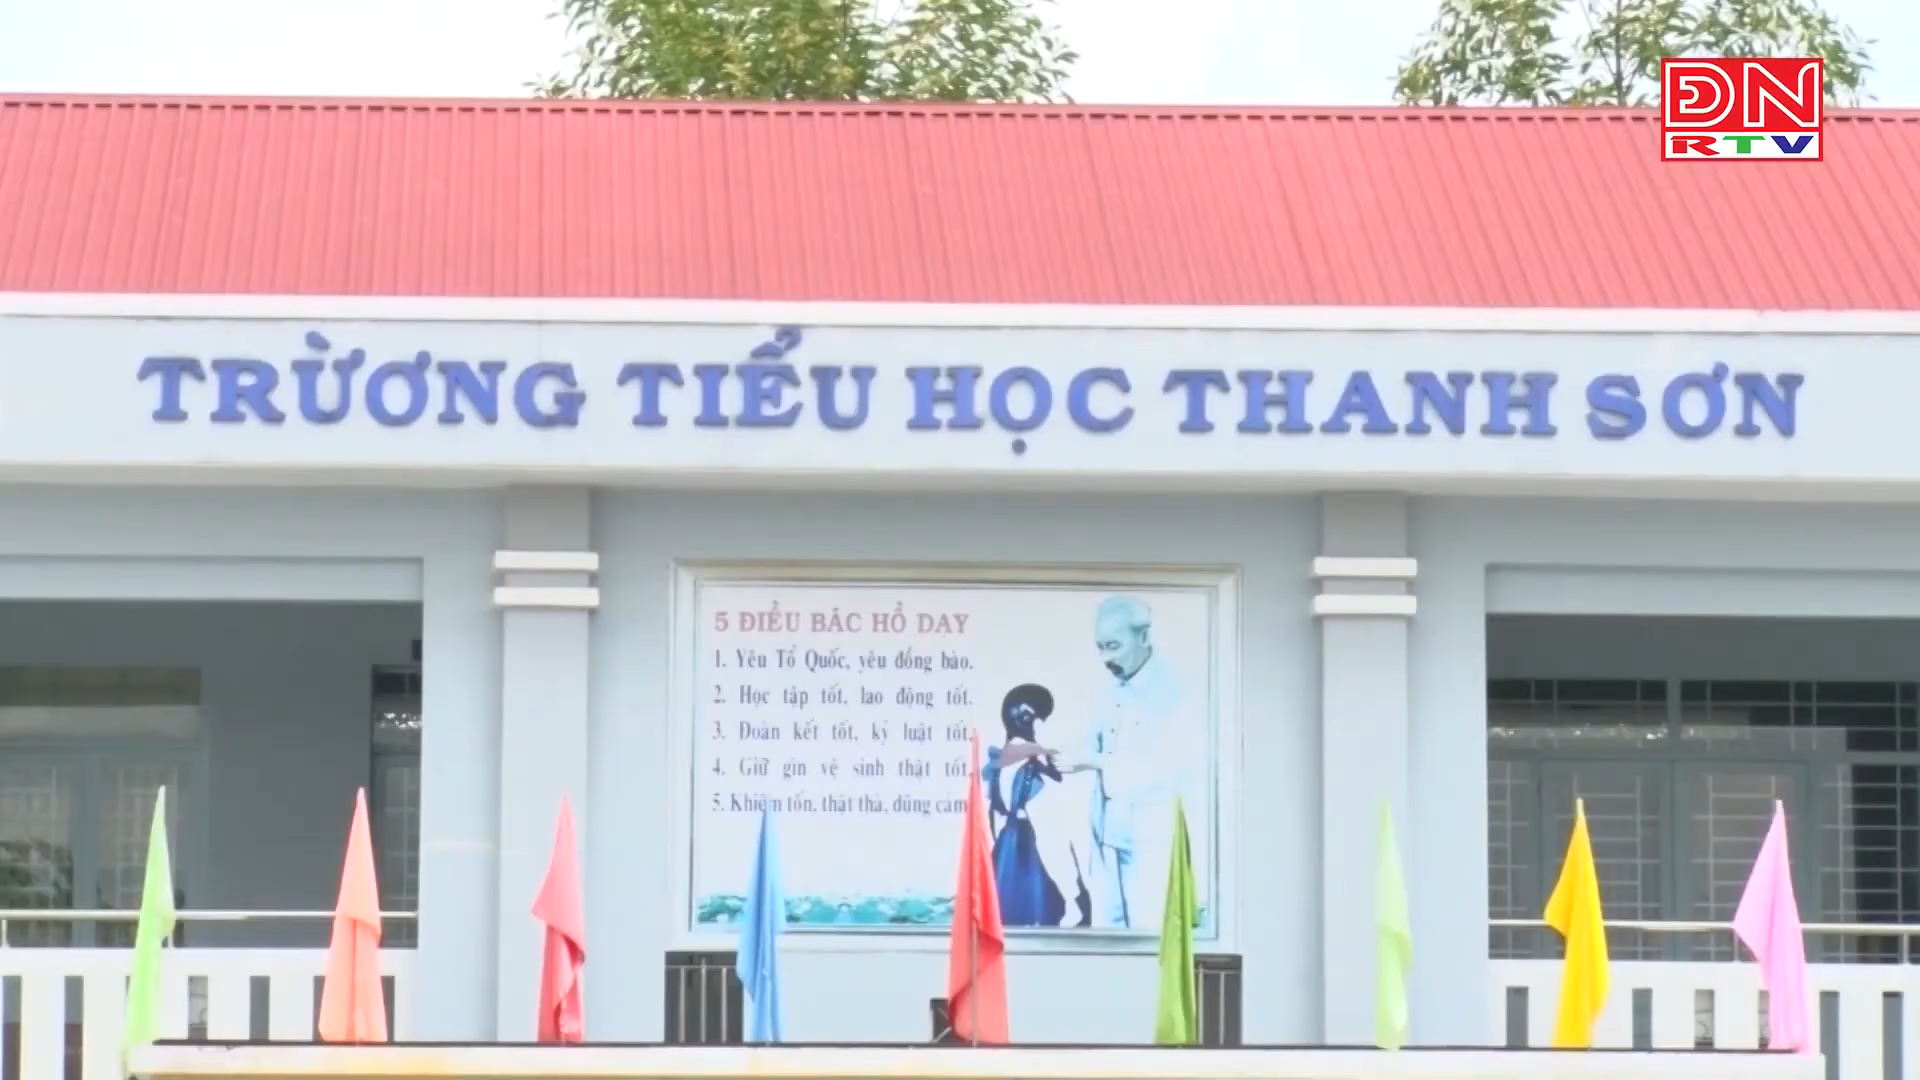 ĐN
RTV
TRƯỜNG TIỂU HỌC THANH SƠN
5 ĐIỀU BÁC HỒ DẠY
1. Yêu Tổ Quốc, yêu đồng bào.
2. Học tập tốt, lao động tốt.
3. Đoàn kết tốt, kỷ luật tốt.
4. Giữ gìn vệ sinh thật tốt.
5. Khiêm tốn, thật thà, dũng cảm